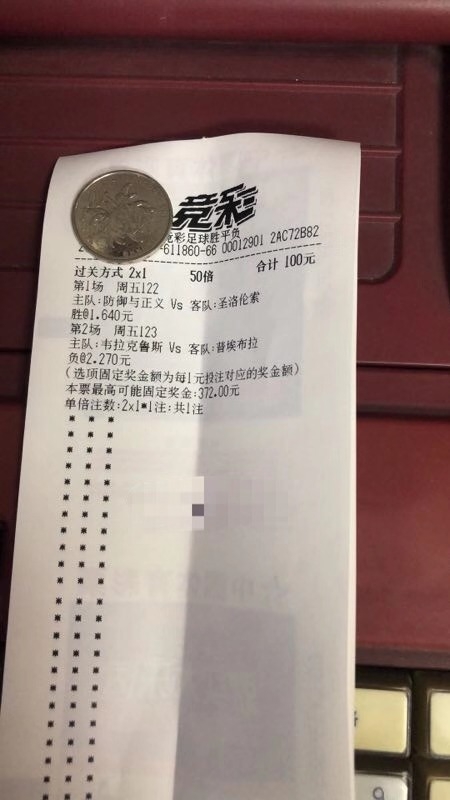 竞彩
竞彩足球胜平负
-611860-66 00012901 2AC72B82
过关方式 2x1 50倍 合计 100元
第1场 周五122
主队:防御与正义 Vs 客队:圣洛伦索
胜@1.640元
第2场 周五123
主队:韦拉克鲁斯 Vs 客队:普埃布拉
负@2.270元
(选项固定奖金额为每1元投注对应的奖金额)
本票最高可能固定奖金:372.00元
单倍注数:2x1*1注:共1注